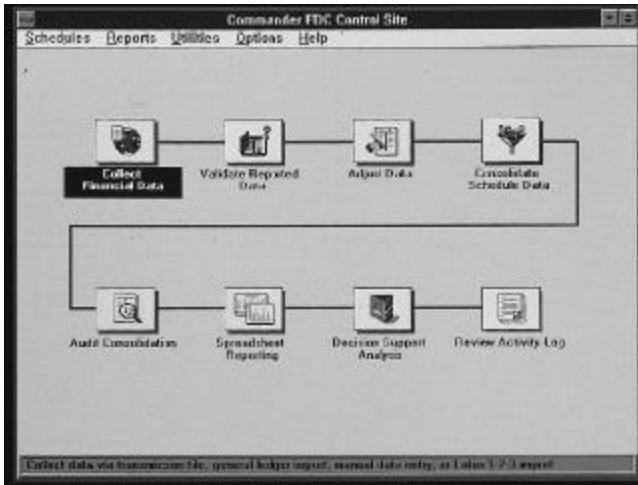 Commander FDC Control Site
Schedules Reports Utilities Options Help
Collect
Financial Data
Validate Reported
Data
Adjust Data
Consolidate
Schedule Data
Audit Consolidation
Spreadsheet
Reporting
Decision Support
Analysis
Review Activity Log
Collect data via transmission file, general ledger import, manual data entry, or Lotus 1-2-3 import